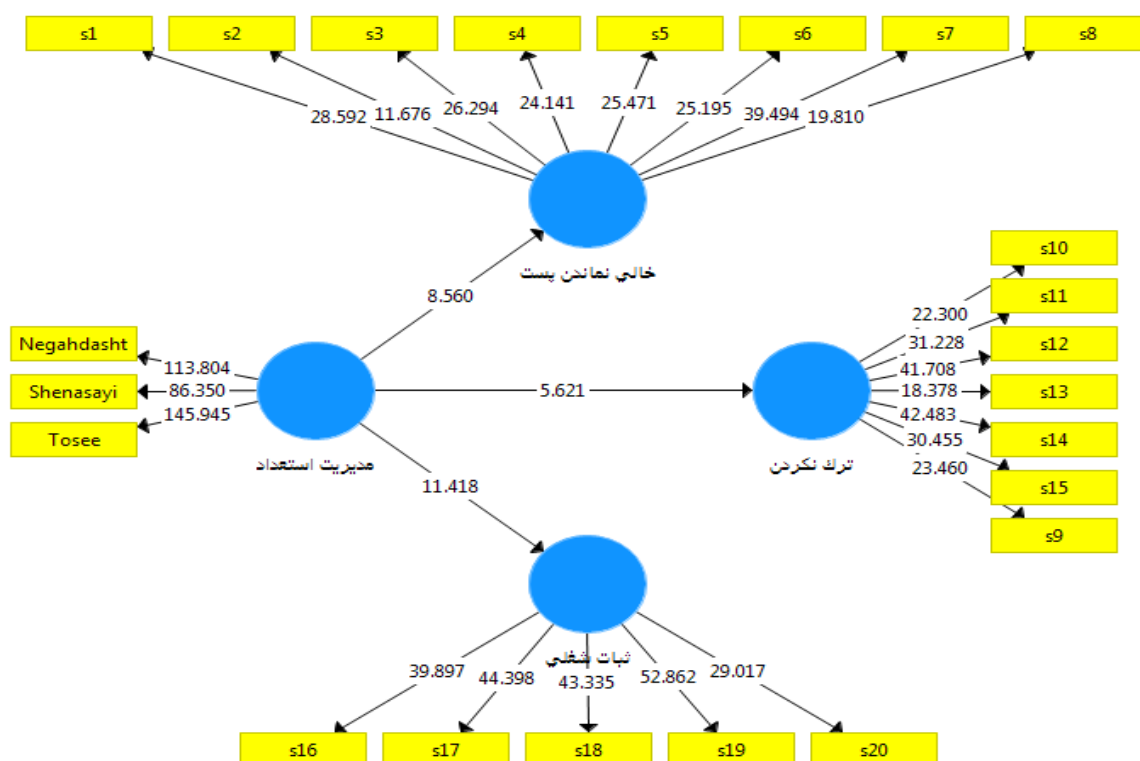 s1 s2 s3 s4 s5 s6 s7 s8
28.592 11.676 26.294 24.141 25.471 25.195 39.494 19.810
خالي نماندن پست
8.560
s10
s11
s12
s13
s14
s15
s9
22.300
31.228
41.708
18.378
42.483
30.455
23.460
ترك نكردن
Negahdasht
Shenasayi
Tosee
113.804
86.350
145.945
مديريت استعداد
5.621
11.418
ثبات شغلي
39.897 44.398 43.335 52.862 29.017
s16 s17 s18 s19 s20